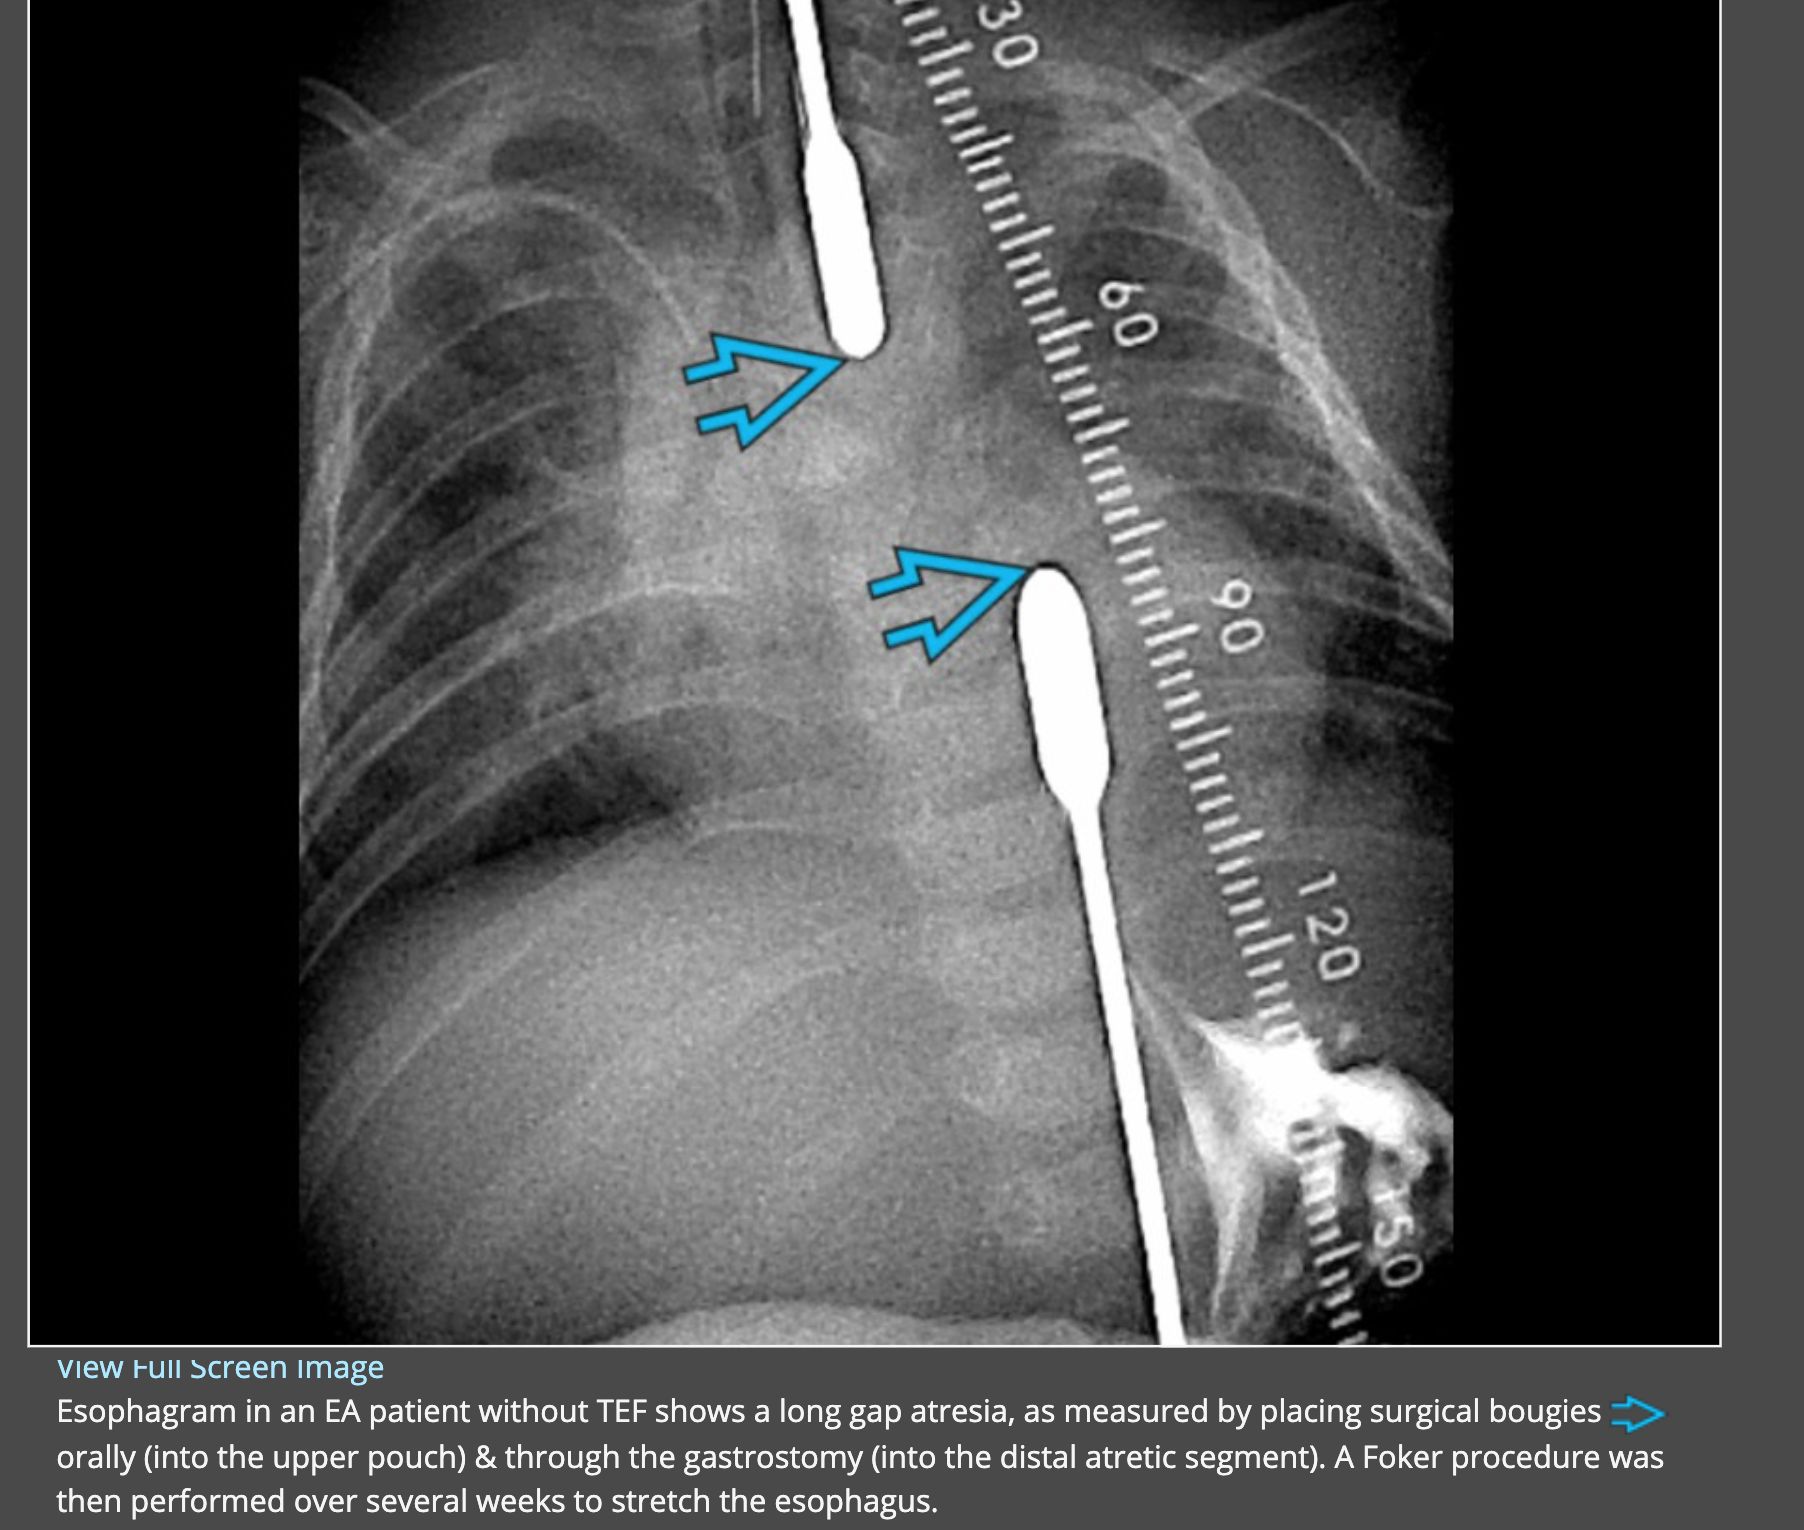 30
60
90
120
150
View Full Screen Image
Esophagram in an EA patient without TEF shows a long gap atresia, as measured by placing surgical bougies
orally (into the upper pouch) & through the gastrostomy (into the distal atretic segment). A Foker procedure was
then performed over several weeks to stretch the esophagus.